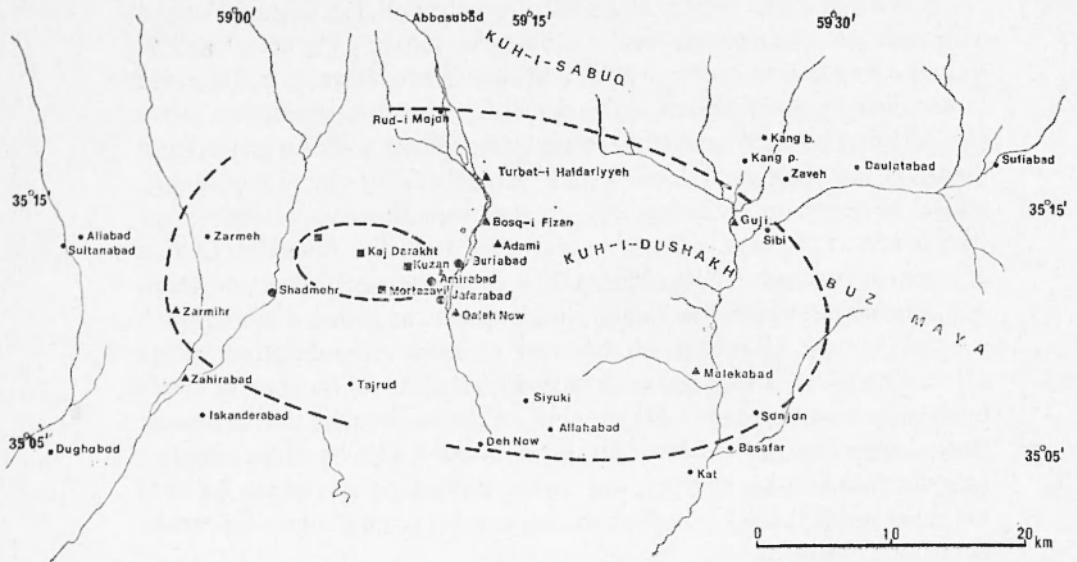 59°00'
59°15'
59°30'
Abbasabad
KUH-I-SABUQ
Rud-i Majan
Kang b.
Kang p.
Daulatabad
Sufiabad
Zaveh
Turbat-i Haidariyyeh
35°15'
35°15'
Bosq-i Fizan
Guji
Sibi
Aliabad
Sultanabad
Zarmeh
Adami
KUH-I-DUSHAKH
Kaj Darakht
Kuzan
Buriabad
Amirabad
Shadmehr
Mortazavi
Jafarabad
BUZ MAYA
Zarmihr
Qaleh Now
Zahirabad
Tajrud
Malekabad
Siyuki
Iskanderabad
Sanjan
Allahabad
35°05'
Deh Now
Basafar
35°05'
Dughabad
Kat
0 10 20 km